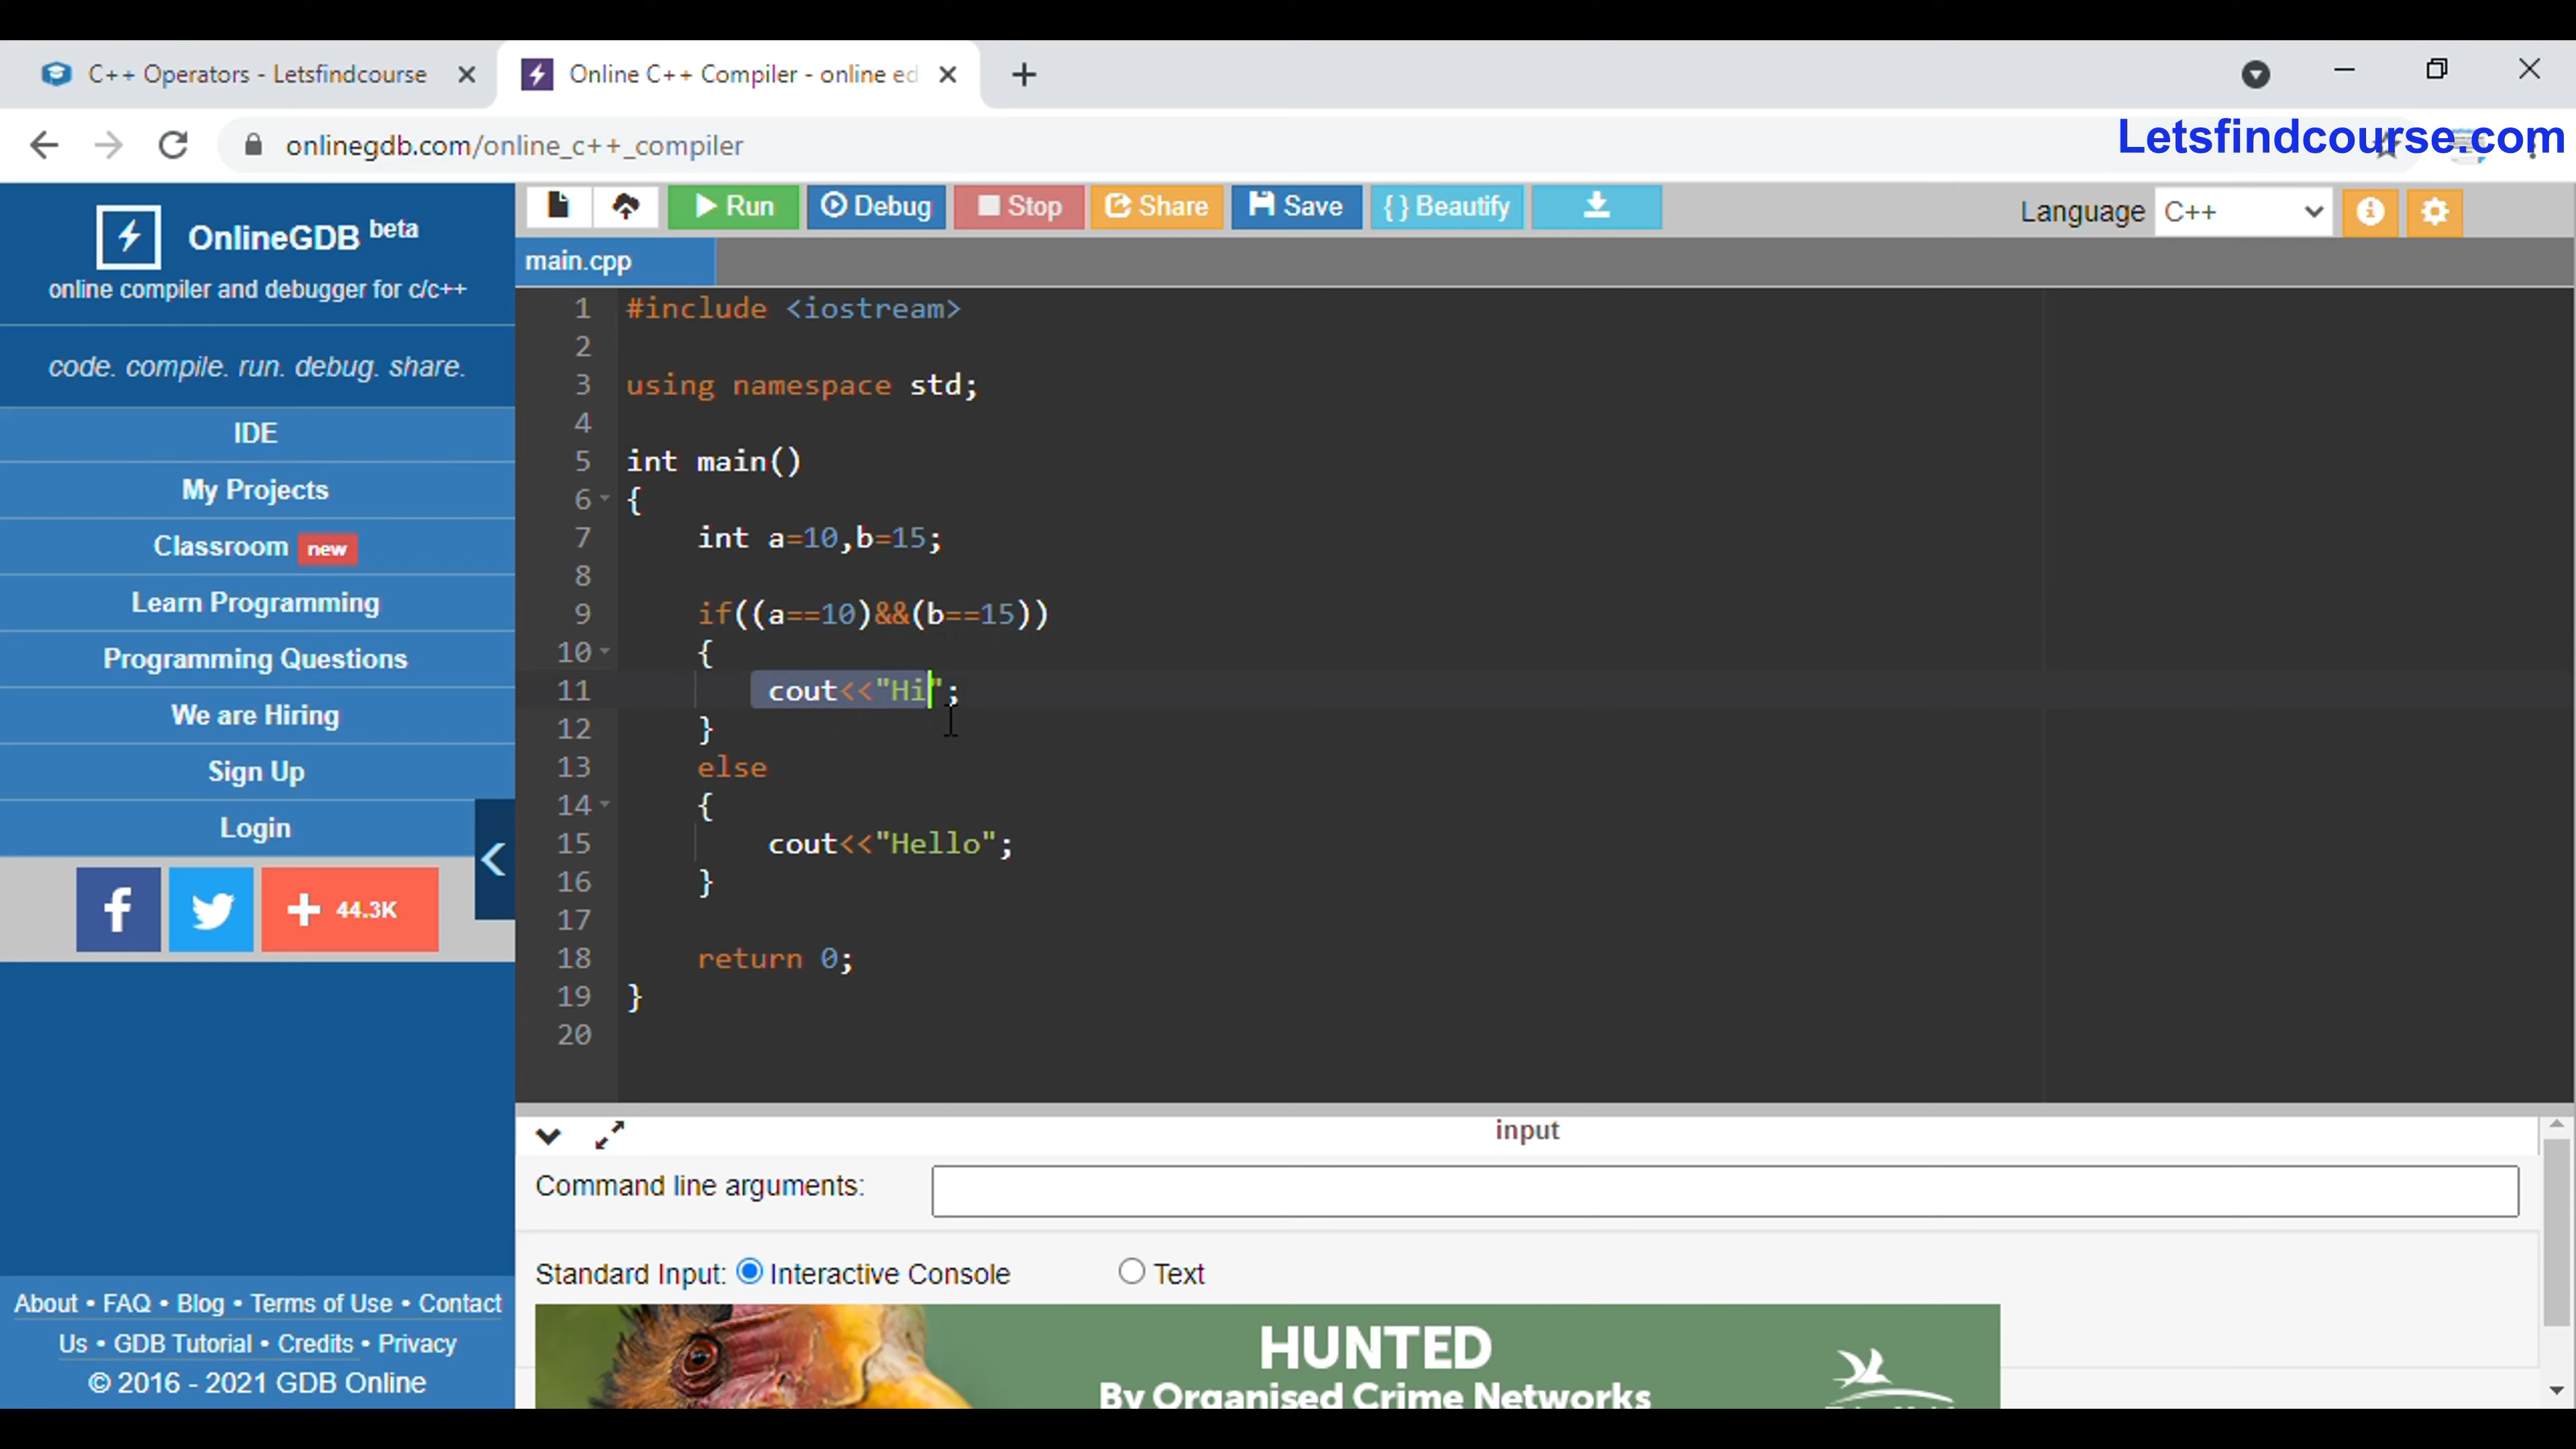 C++ Operators - Letsfindcourse
Online C++ Compiler - online ed
onlinegdb.com/online_c++_compiler
Letsfindcourse.com
OnlineGDB beta
online compiler and debugger for c/c++
code. compile. run. debug. share.
IDE
My Projects
Classroom new
Learn Programming
Programming Questions
We are Hiring
Sign Up
Login
44.3K
About • FAQ • Blog • Terms of Use • Contact
Us • GDB Tutorial • Credits • Privacy
© 2016 - 2021 GDB Online
Run Debug Stop Share Save { } Beautify
Language C++
main.cpp
1 #include <iostream>
2
3 using namespace std;
4
5 int main()
6 {
7 int a=10,b=15;
8
9 if((a==10)&&(b==15))
10 {
11 cout<<"Hi";
12 }
13 else
14 {
15 cout<<"Hello";
16 }
17
18 return 0;
19 }
20
input
Command line arguments:
Standard Input: Interactive Console Text
HUNTED
By Organised Crime Networks